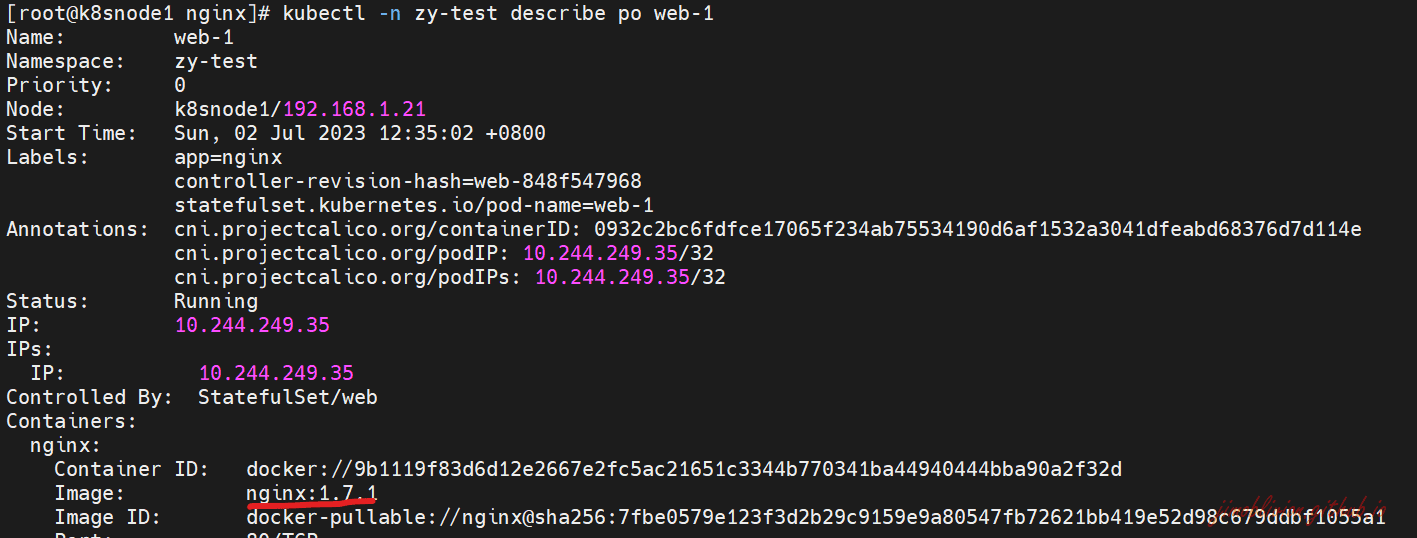 [root@k8snode1 nginx]# kubectl -n zy-test describe po web-1
Name:         web-1
Namespace:    zy-test
Priority:     0
Node:         k8snode1/192.168.1.21
Start Time:   Sun, 02 Jul 2023 12:35:02 +0800
Labels:       app=nginx
              controller-revision-hash=web-848f547968
              statefulset.kubernetes.io/pod-name=web-1
Annotations:  cni.projectcalico.org/containerID: 0932c2bc6fdfce17065f234ab75534190d6af1532a3041dfeabd68376d7d114e
              cni.projectcalico.org/podIP: 10.244.249.35/32
              cni.projectcalico.org/podIPs: 10.244.249.35/32
Status:       Running
IP:           10.244.249.35
IPs:
  IP:           10.244.249.35
Controlled By:  StatefulSet/web
Containers:
  nginx:
    Container ID:   docker://9b1119f83d6d12e2667e2fc5ac21651c3344b770341ba44940444bba90a2f32d
    Image:          nginx:1.7.1
    Image ID:       docker-pullable://nginx@sha256:7fbe0579e123f3d2b29c9159e9a80547fb72621bb419e52d98c679ddbf1055a1